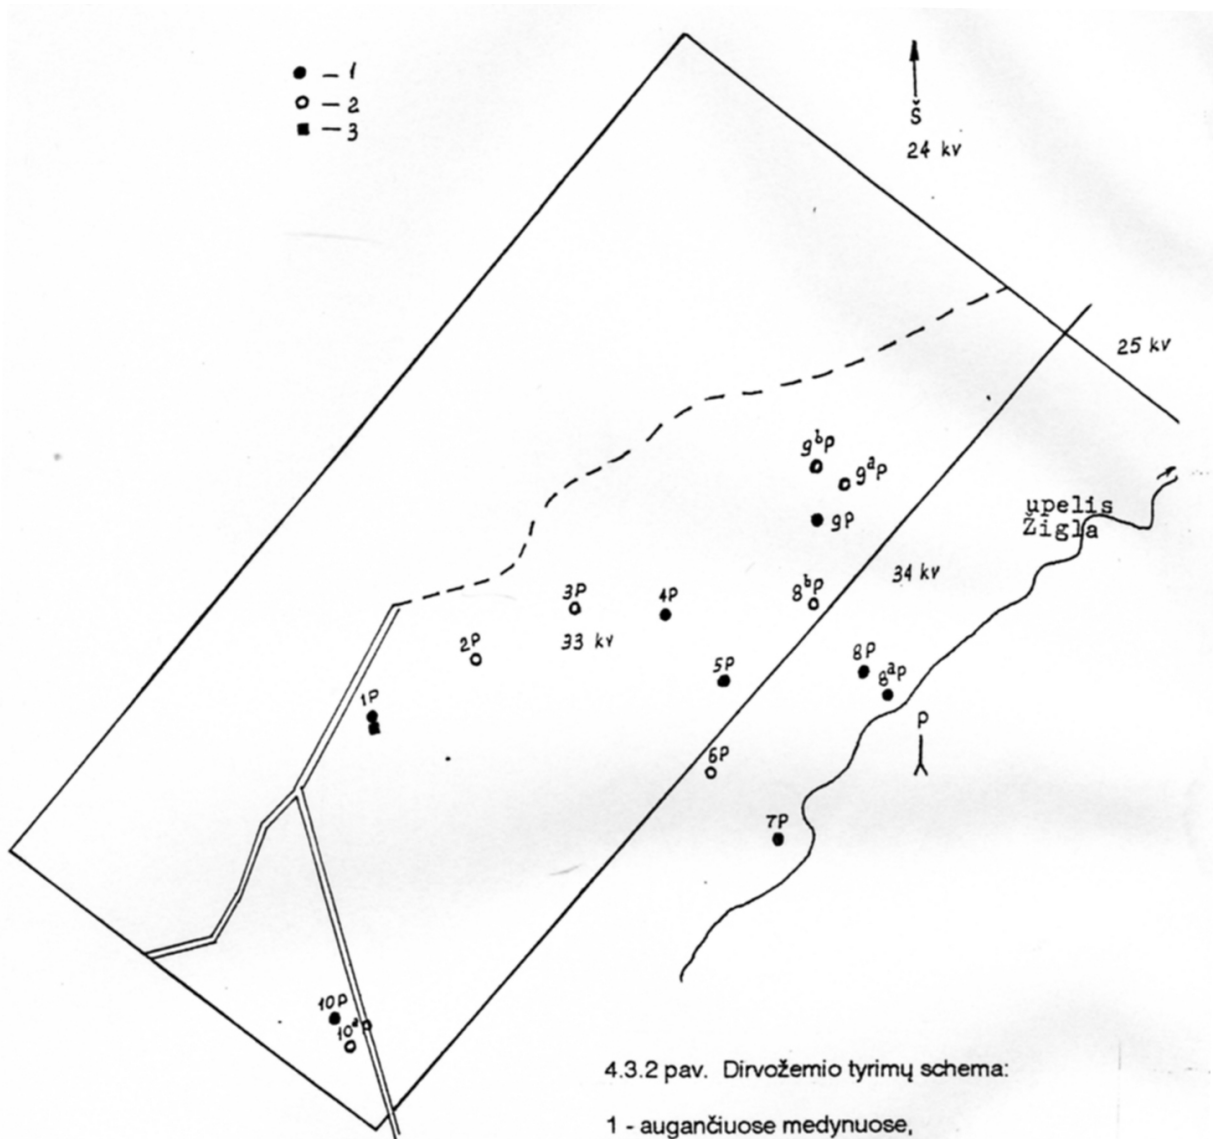 – 1
– 2
– 3
Š
24 kv
25 kv
9ᵇp
9ᵃp
9p
upelis
Žigla
34 kv
8ᵇp
3p
4p
33 kv
2p
5p
8p
8ᵃp
1p
p
6p
7p
10p
10ᵃ
4.3.2 pav. Dirvožemio tyrimų schema:
1 - augančiuose medynuose,